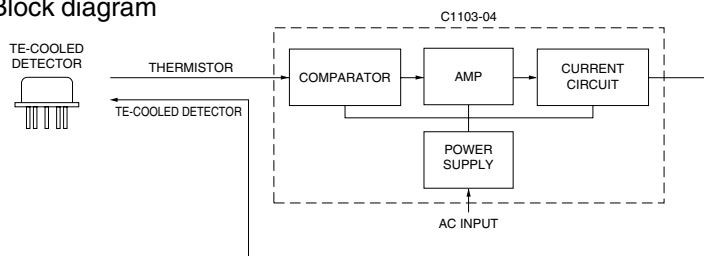 Block diagram
C1103-04
TE-COOLED
DETECTOR
THERMISTOR
COMPARATOR
AMP
CURRENT
CIRCUIT
TE-COOLED DETECTOR
POWER
SUPPLY
AC INPUT